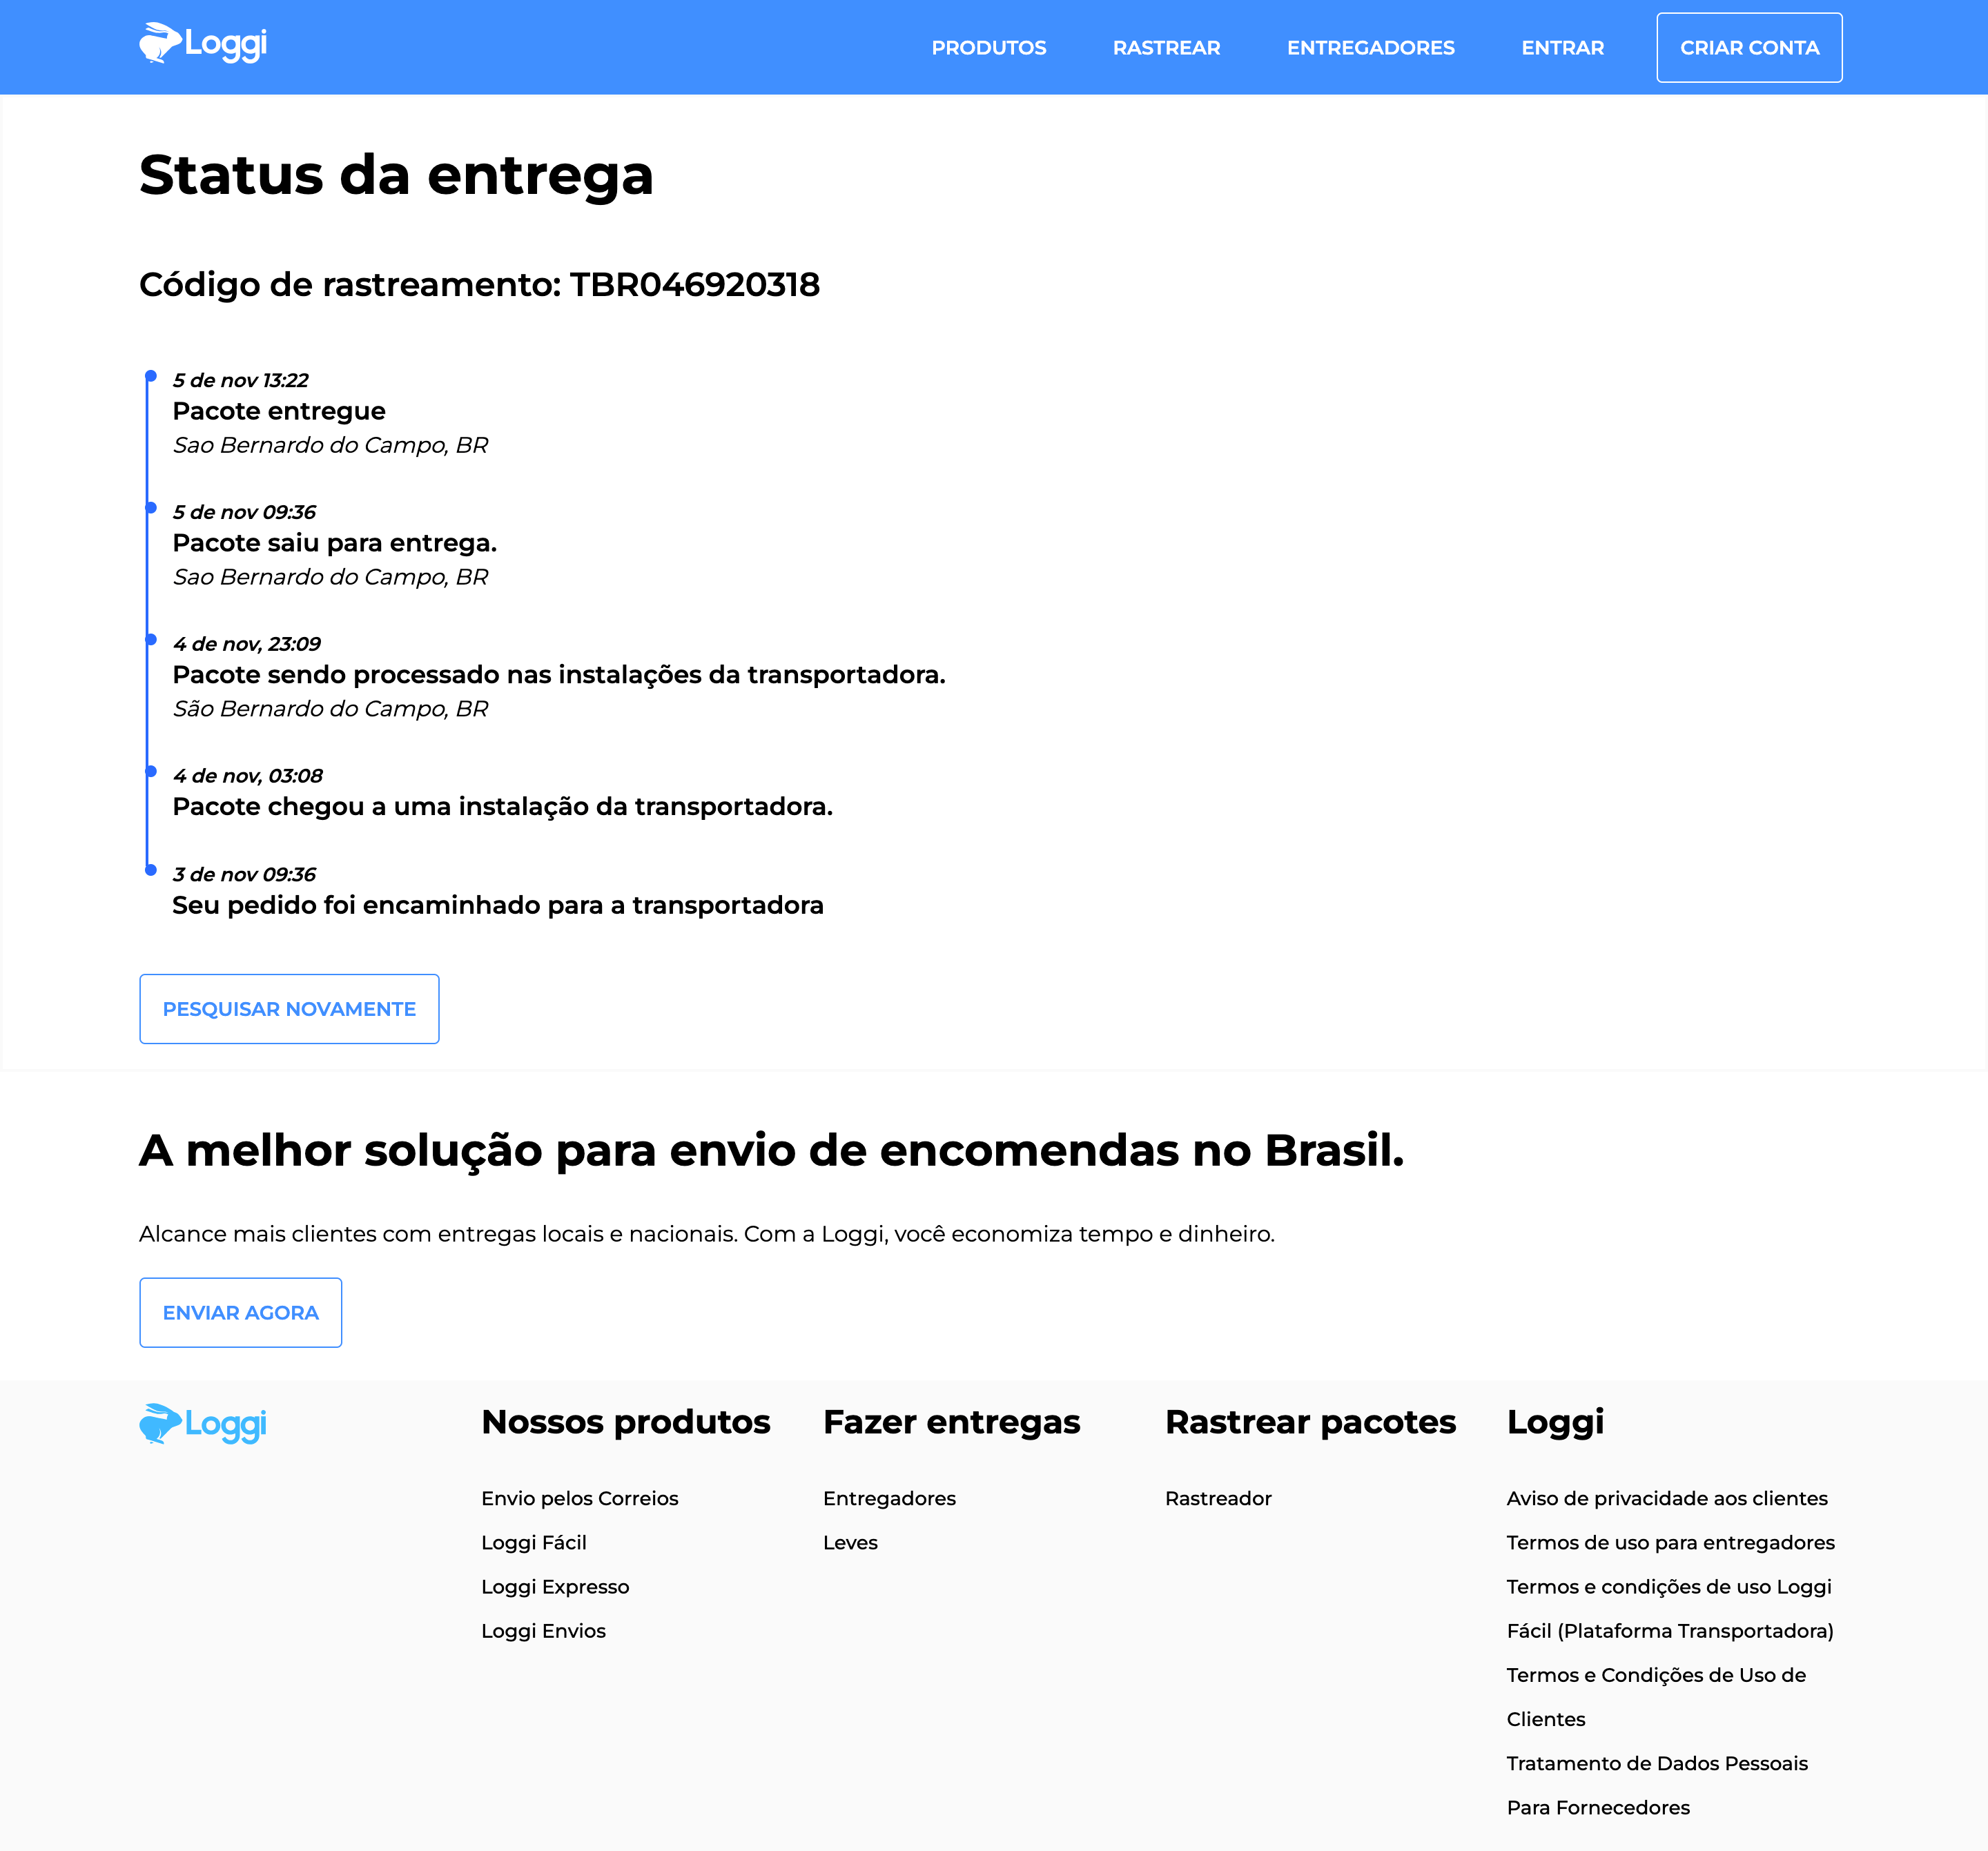 Loggi
PRODUTOS
RASTREAR
ENTREGADORES
ENTRAR
CRIAR CONTA
Status da entrega
Código de rastreamento: TBR046920318
5 de nov 13:22
Pacote entregue
Sao Bernardo do Campo, BR
5 de nov 09:36
Pacote saiu para entrega.
Sao Bernardo do Campo, BR
4 de nov, 23:09
Pacote sendo processado nas instalações da transportadora.
São Bernardo do Campo, BR
4 de nov, 03:08
Pacote chegou a uma instalação da transportadora.
3 de nov 09:36
Seu pedido foi encaminhado para a transportadora
PESQUISAR NOVAMENTE
A melhor solução para envio de encomendas no Brasil.
Alcance mais clientes com entregas locais e nacionais. Com a Loggi, você economiza tempo e dinheiro.
ENVIAR AGORA
Loggi
Nossos produtos
Envio pelos Correios
Loggi Fácil
Loggi Expresso
Loggi Envios
Fazer entregas
Entregadores
Leves
Rastrear pacotes
Rastreador
Loggi
Aviso de privacidade aos clientes
Termos de uso para entregadores
Termos e condições de uso Loggi
Fácil (Plataforma Transportadora)
Termos e Condições de Uso de
Clientes
Tratamento de Dados Pessoais
Para Fornecedores